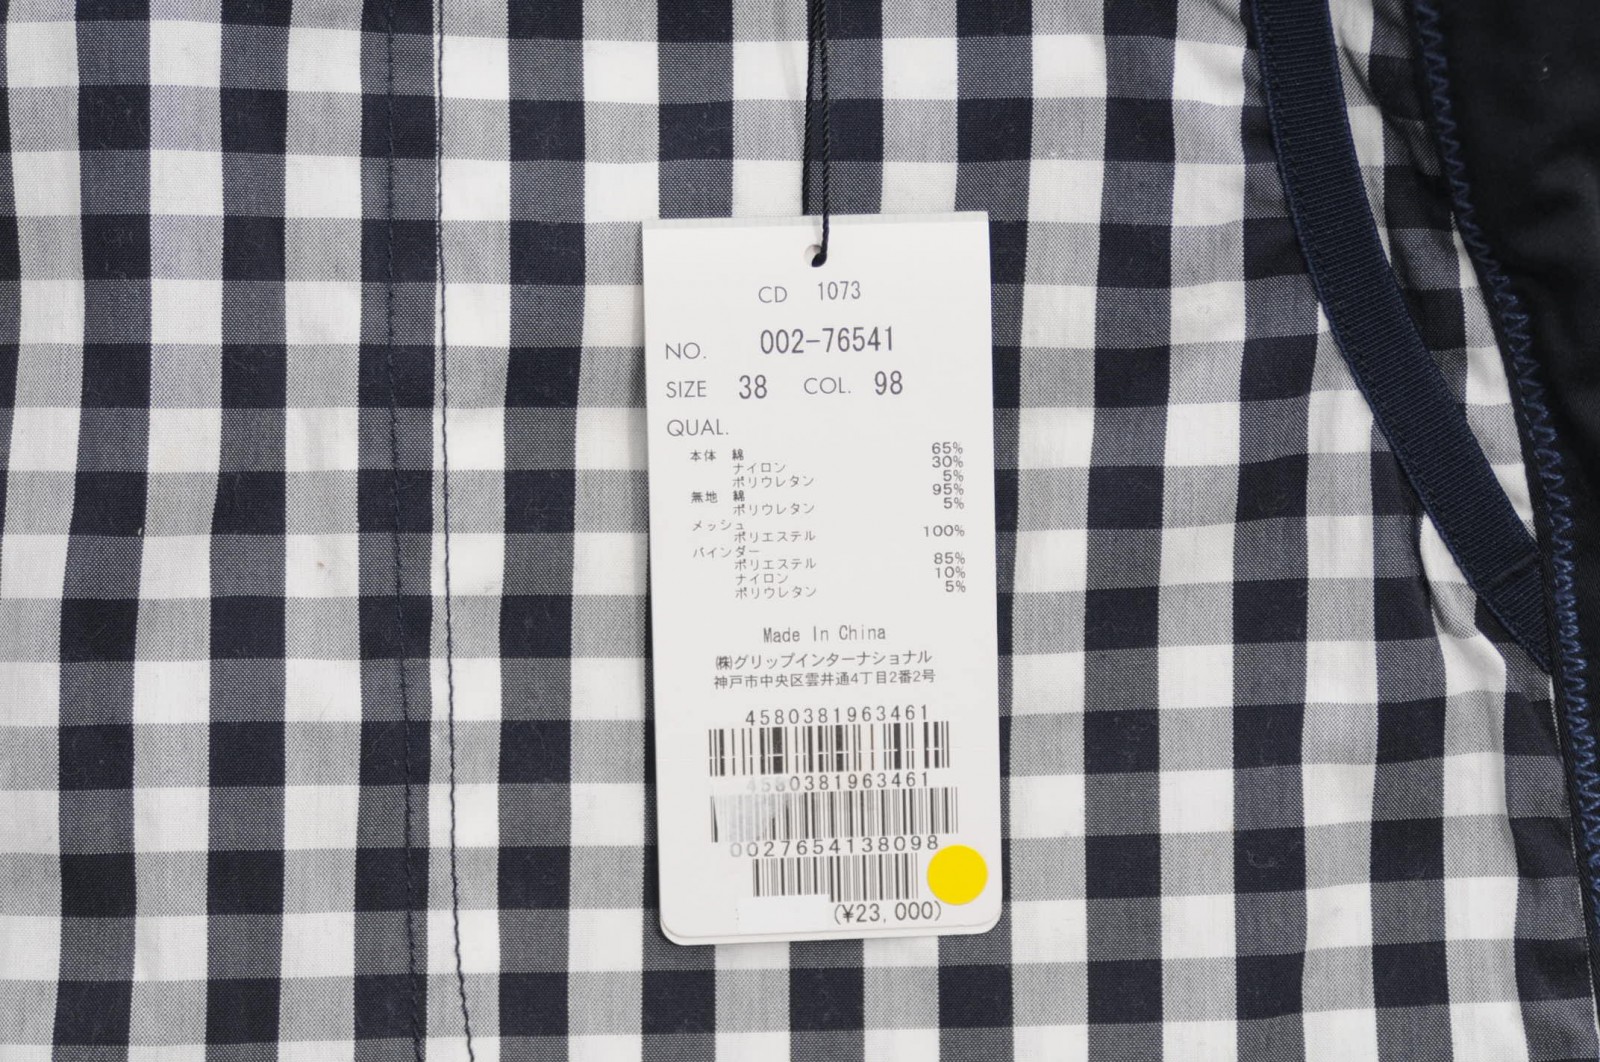 CD 1073
NO. 002-76541
SIZE 38 COL. 98
QUAL.
本体 綿 65%
ナイロン 30%
ポリウレタン 5%
無地 綿 95%
ポリウレタン 5%
メッシュ
ポリエステル 100%
バインダー
ポリエステル 85%
ナイロン 10%
ポリウレタン 5%
Made In China
㈱グリップインターナショナル
神戸市中央区雲井通4丁目2番2号
4580381963461
4580381963461
0027654138098
(¥23,000)